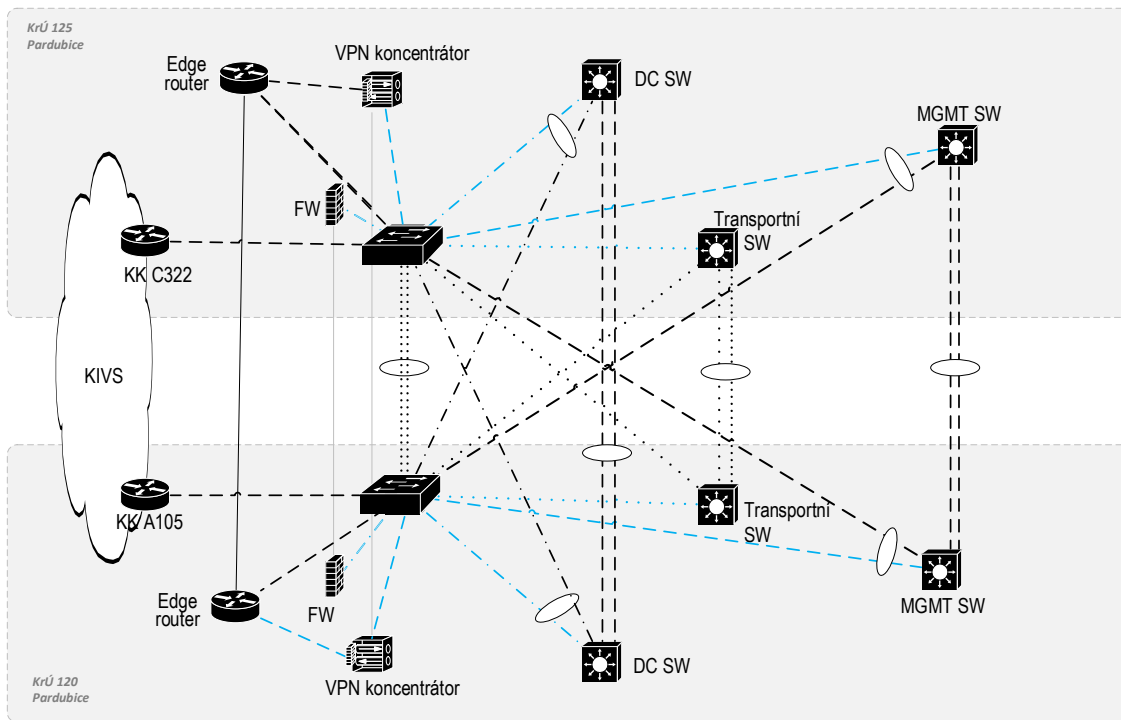 KrÚ 125
Pardubice
VPN koncentrátor
Edge
router
DC SW
MGMT SW
FW
Transportní
SW
KK C322
KIVS
KK A105
Transportní
SW
Edge
router
FW
MGMT SW
DC SW
VPN koncentrátor
KrÚ 120
Pardubice